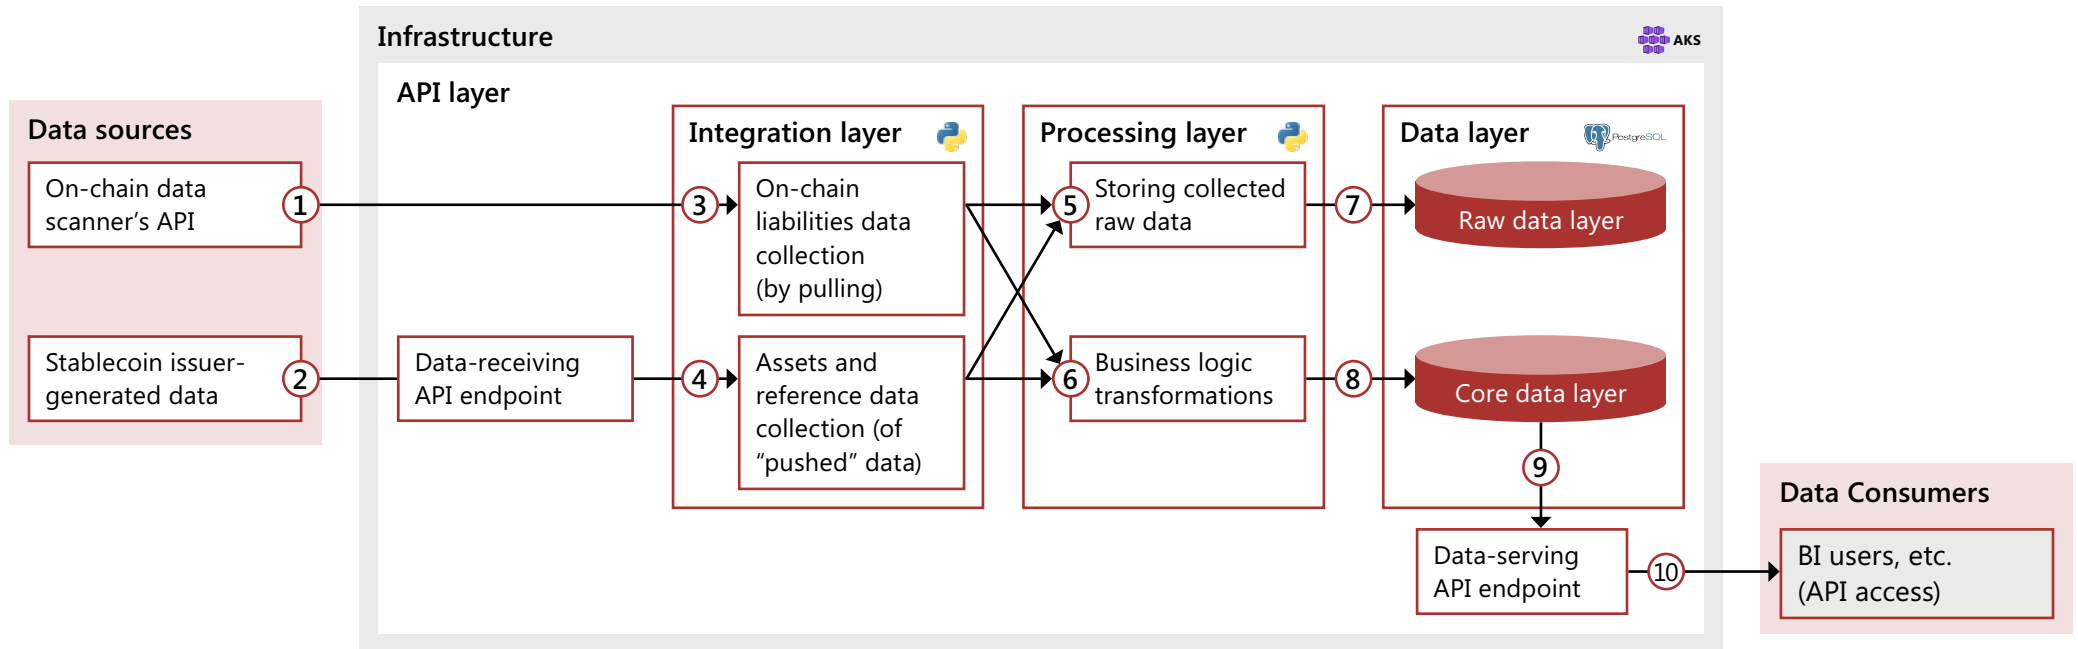 Infrastructure
AKS
API layer
Data sources
On-chain data
scanner’s API
1
Stablecoin issuer-
generated data
2
Data-receiving
API endpoint
Integration layer
3
On-chain
liabilities data
collection
(by pulling)
4
Assets and
reference data
collection (of
“pushed” data)
Processing layer
5
Storing collected
raw data
6
Business logic
transformations
7
8
Data layer
PostgreSQL
Raw data layer
Core data layer
9
Data-serving
API endpoint
10
Data Consumers
BI users, etc.
(API access)